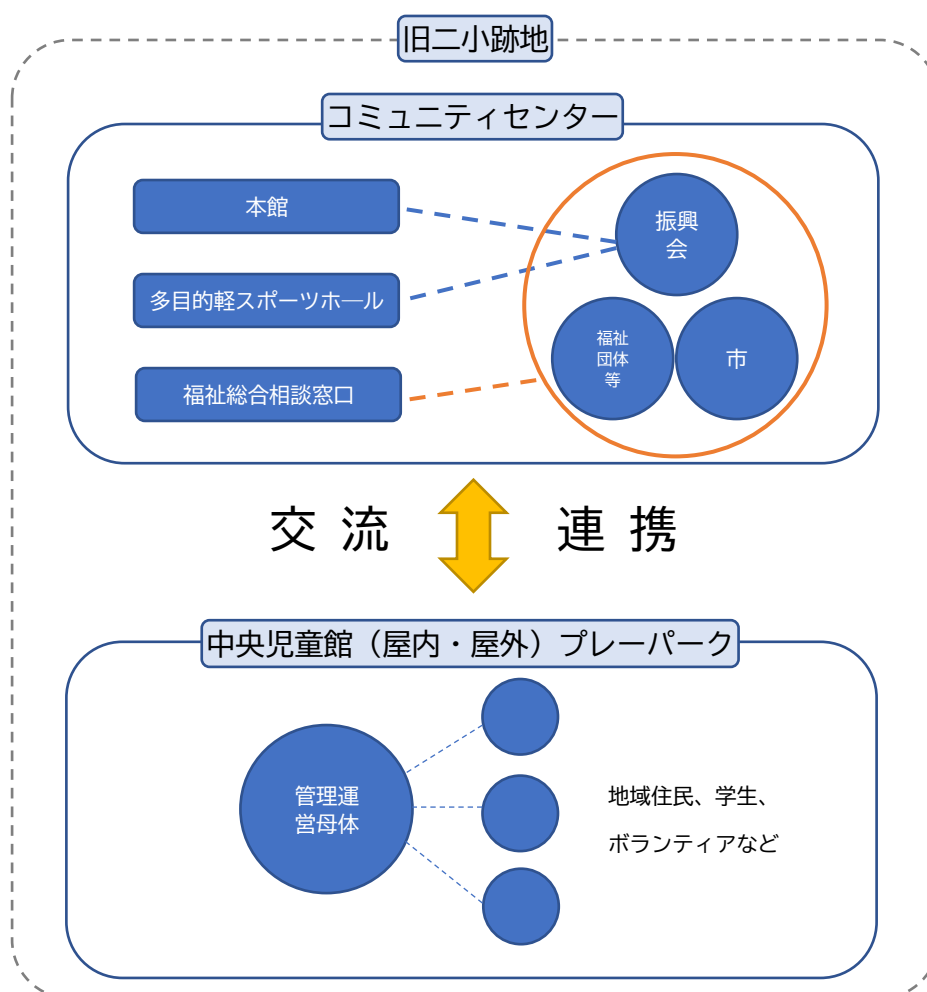 旧二小跡地
コミュニティセンター
本館
多目的軽スポーツホ―ル
福祉総合相談窓口
振興
会
福祉
団体
等
市
交 流
連 携
中央児童館（屋内・屋外）プレーパーク
管理運
営母体
地域住民、学生、
ボランティアなど